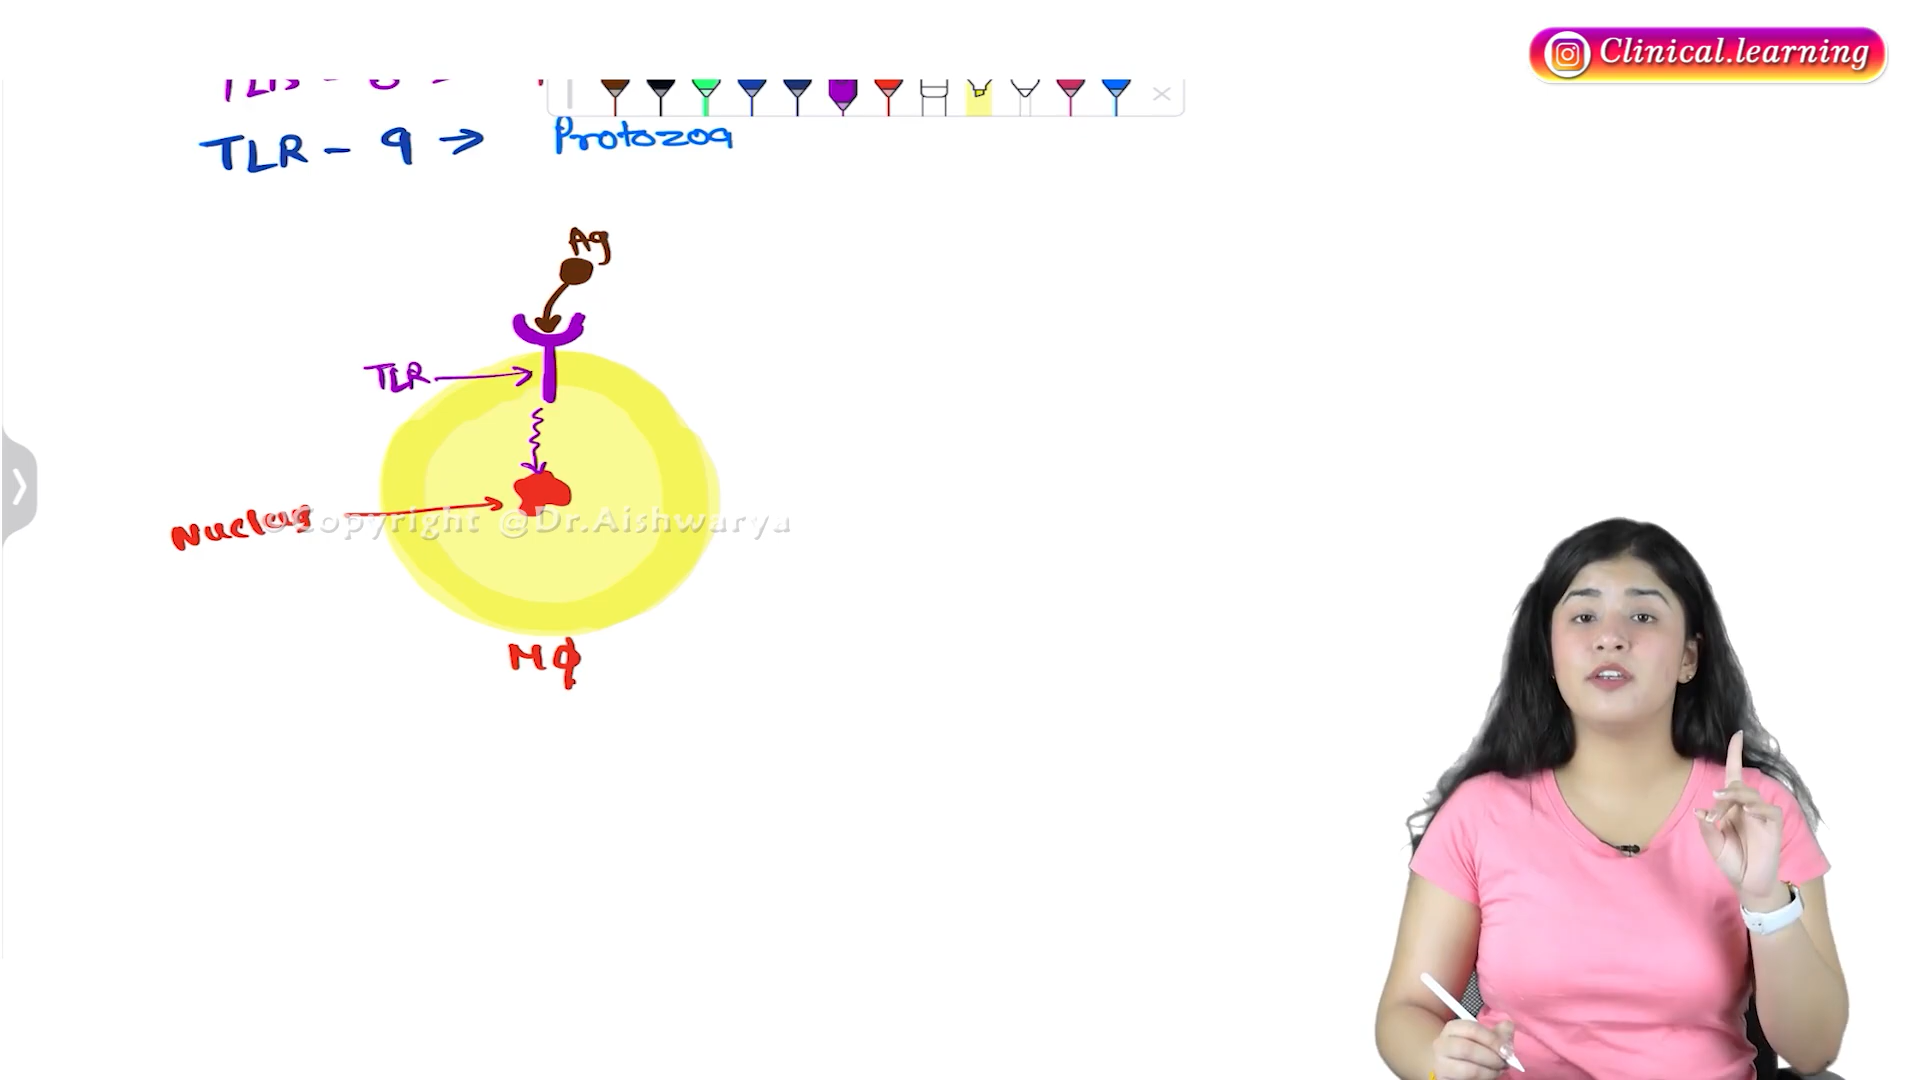 Clinical.learning
TLR - 9 →
Protozoa
Ag
TLR
Nucleus
©Copyright @Dr.Aishwarya
Mϕ